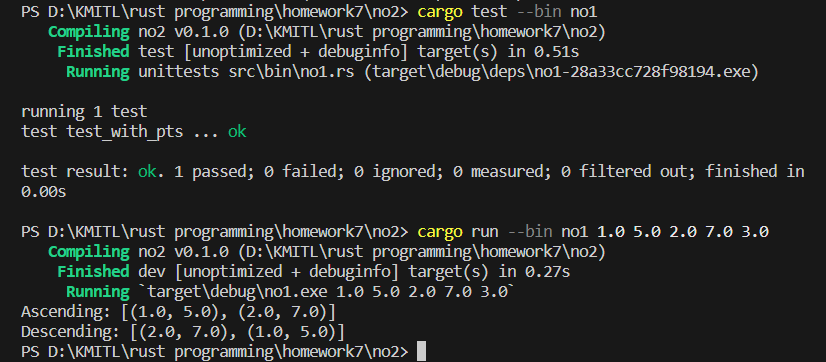 PS D:\KMITL\rust programming\homework7\no2> cargo test --bin no1
   Compiling no2 v0.1.0 (D:\KMITL\rust programming\homework7\no2)
    Finished test [unoptimized + debuginfo] target(s) in 0.51s
     Running unittests src\bin\no1.rs (target\debug\deps\no1-28a33cc728f98194.exe)

running 1 test
test test_with_pts ... ok

test result: ok. 1 passed; 0 failed; 0 ignored; 0 measured; 0 filtered out; finished in
0.00s

PS D:\KMITL\rust programming\homework7\no2> cargo run --bin no1 1.0 5.0 2.0 7.0 3.0
   Compiling no2 v0.1.0 (D:\KMITL\rust programming\homework7\no2)
    Finished dev [unoptimized + debuginfo] target(s) in 0.27s
     Running `target\debug\no1.exe 1.0 5.0 2.0 7.0 3.0`
Ascending: [(1.0, 5.0), (2.0, 7.0)]
Descending: [(2.0, 7.0), (1.0, 5.0)]
PS D:\KMITL\rust programming\homework7\no2>